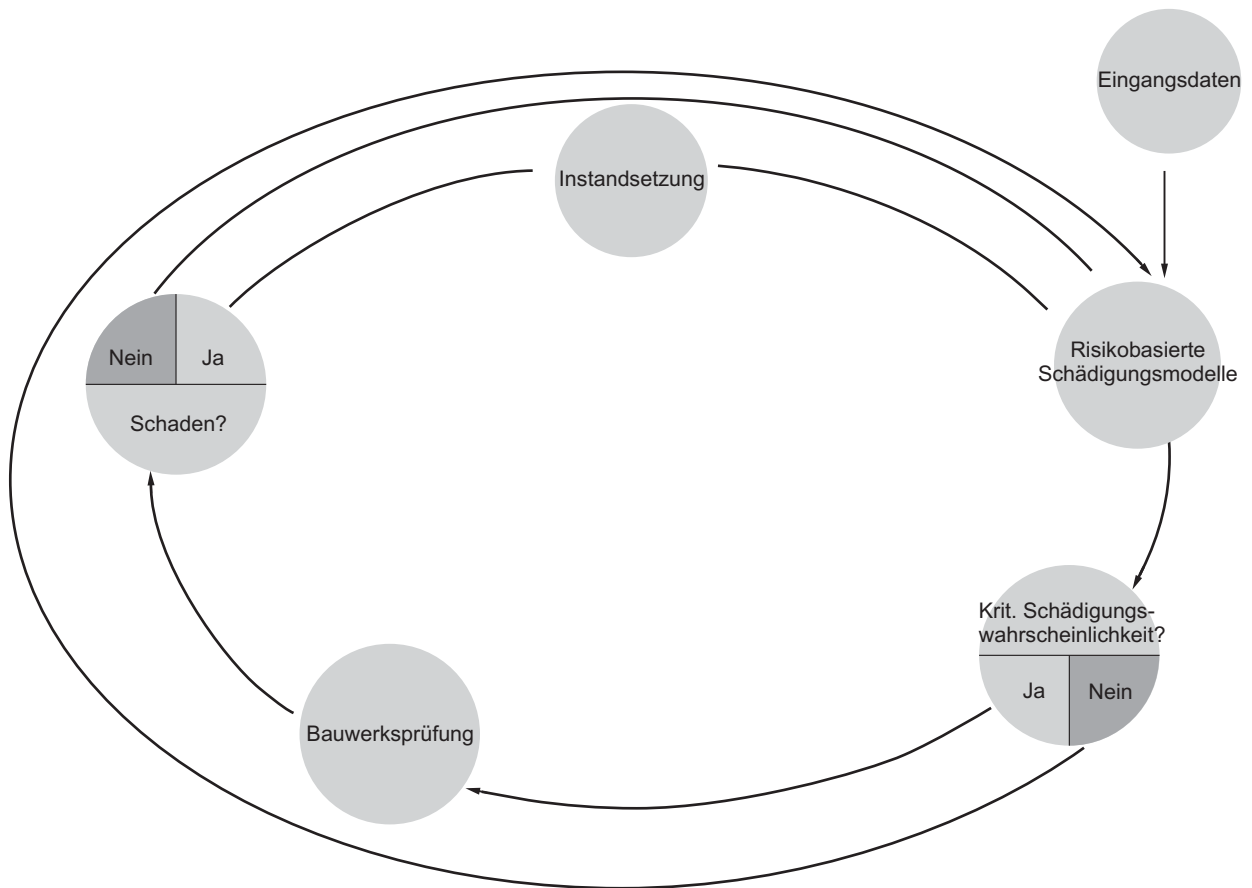 Eingangsdaten
Instandsetzung
Risikobasierte
Schädigungsmodelle
Nein
Ja
Schaden?
Krit. Schädigungs-
wahrscheinlichkeit?
Ja
Nein
Bauwerksprüfung